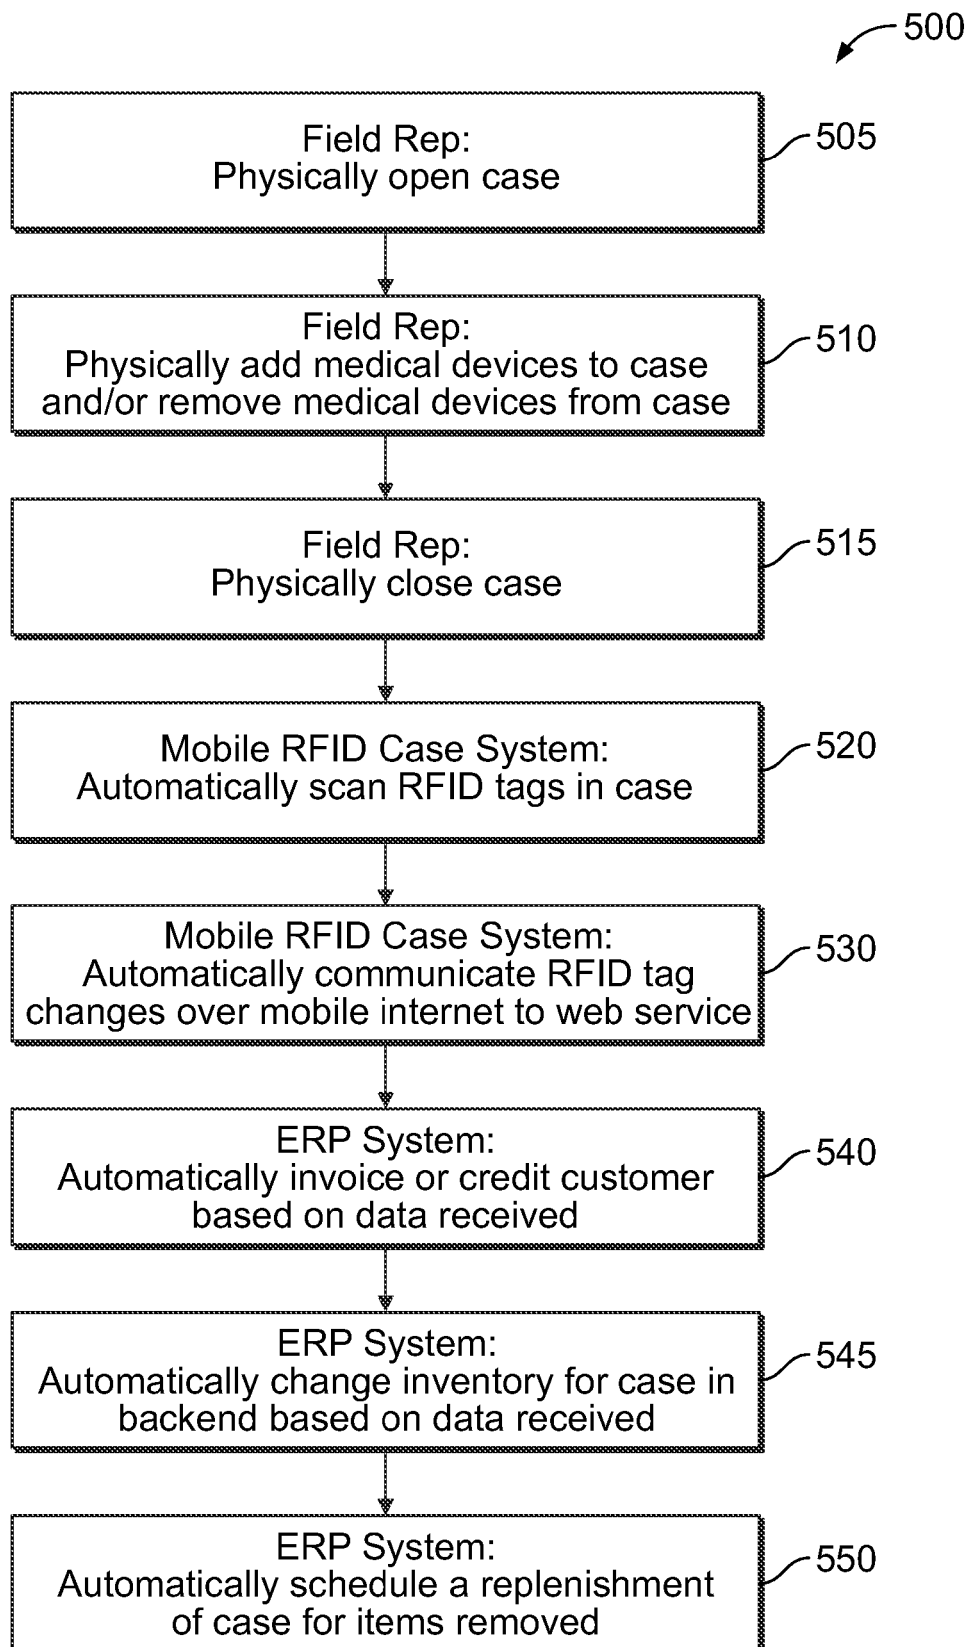 500
Field Rep:
Physically open case
505
Field Rep:
Physically add medical devices to case
and/or remove medical devices from case
510
Field Rep:
Physically close case
515
Mobile RFID Case System:
Automatically scan RFID tags in case
520
Mobile RFID Case System:
Automatically communicate RFID tag
changes over mobile internet to web service
530
ERP System:
Automatically invoice or credit customer
based on data received
540
ERP System:
Automatically change inventory for case in
backend based on data received
545
ERP System:
Automatically schedule a replenishment
of case for items removed
550